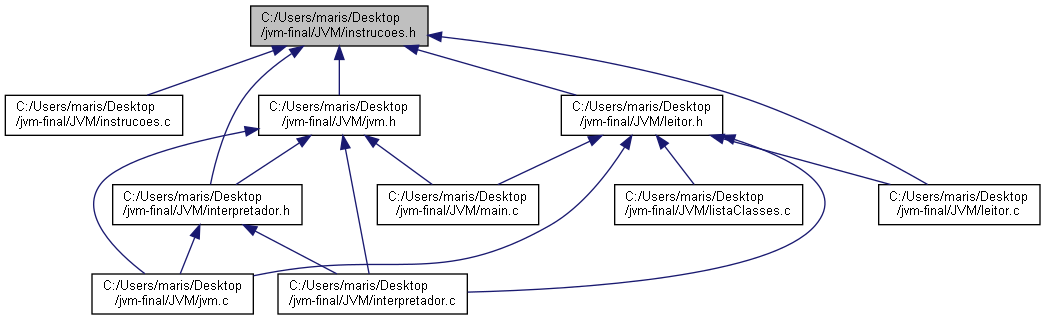 C:/Users/maris/Desktop
/jvm-final/JVM/instrucoes.h
C:/Users/maris/Desktop
/jvm-final/JVM/instrucoes.c
C:/Users/maris/Desktop
/jvm-final/JVM/jvm.h
C:/Users/maris/Desktop
/jvm-final/JVM/leitor.h
C:/Users/maris/Desktop
/jvm-final/JVM/interpretador.h
C:/Users/maris/Desktop
/jvm-final/JVM/main.c
C:/Users/maris/Desktop
/jvm-final/JVM/listaClasses.c
C:/Users/maris/Desktop
/jvm-final/JVM/leitor.c
C:/Users/maris/Desktop
/jvm-final/JVM/jvm.c
C:/Users/maris/Desktop
/jvm-final/JVM/interpretador.c